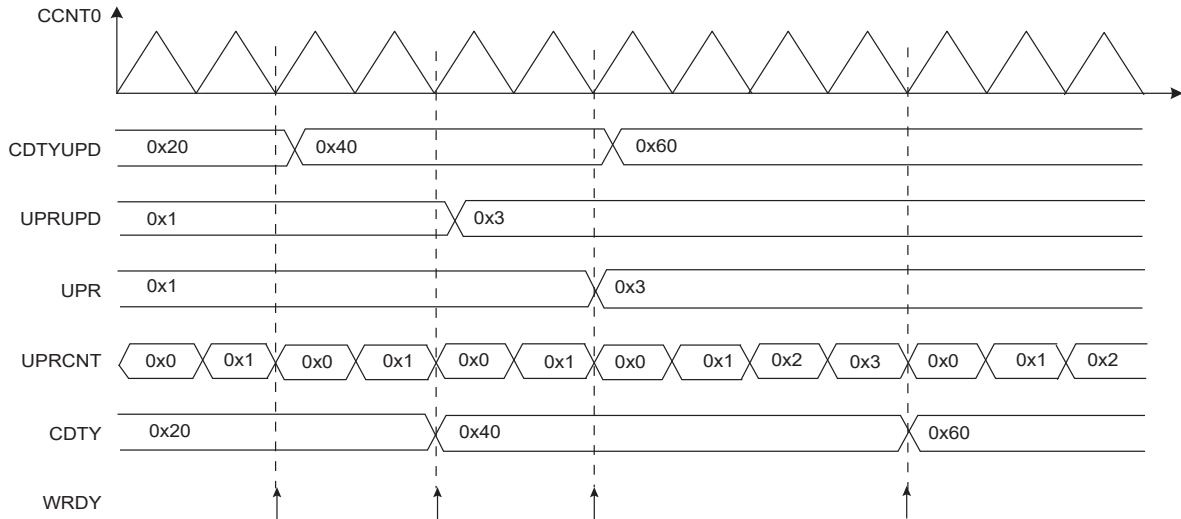 CCNT0
CDTYUPD 0x20 0x40 0x60
UPRUPD 0x1 0x3
UPR 0x1 0x3
UPRCNT 0x0 0x1 0x0 0x1 0x0 0x1 0x0 0x1 0x2 0x3 0x0 0x1 0x2
CDTY 0x20 0x40 0x60
WRDY